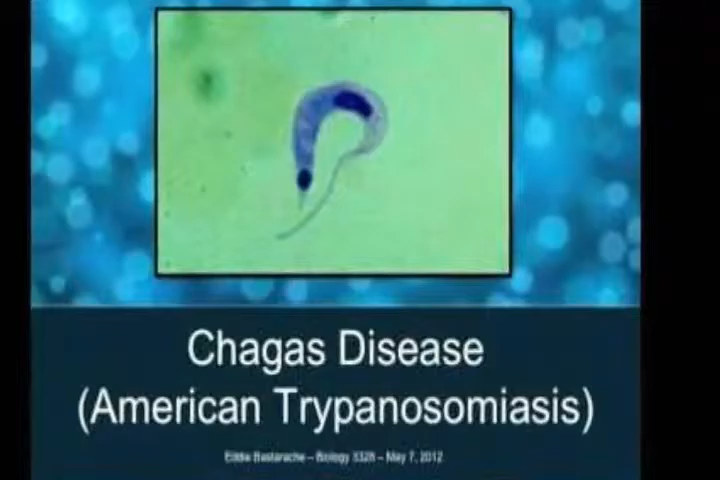 Chagas Disease
(American Trypanosomiasis)
Eddie Bastarache – Biology 3328 – May 7, 2012